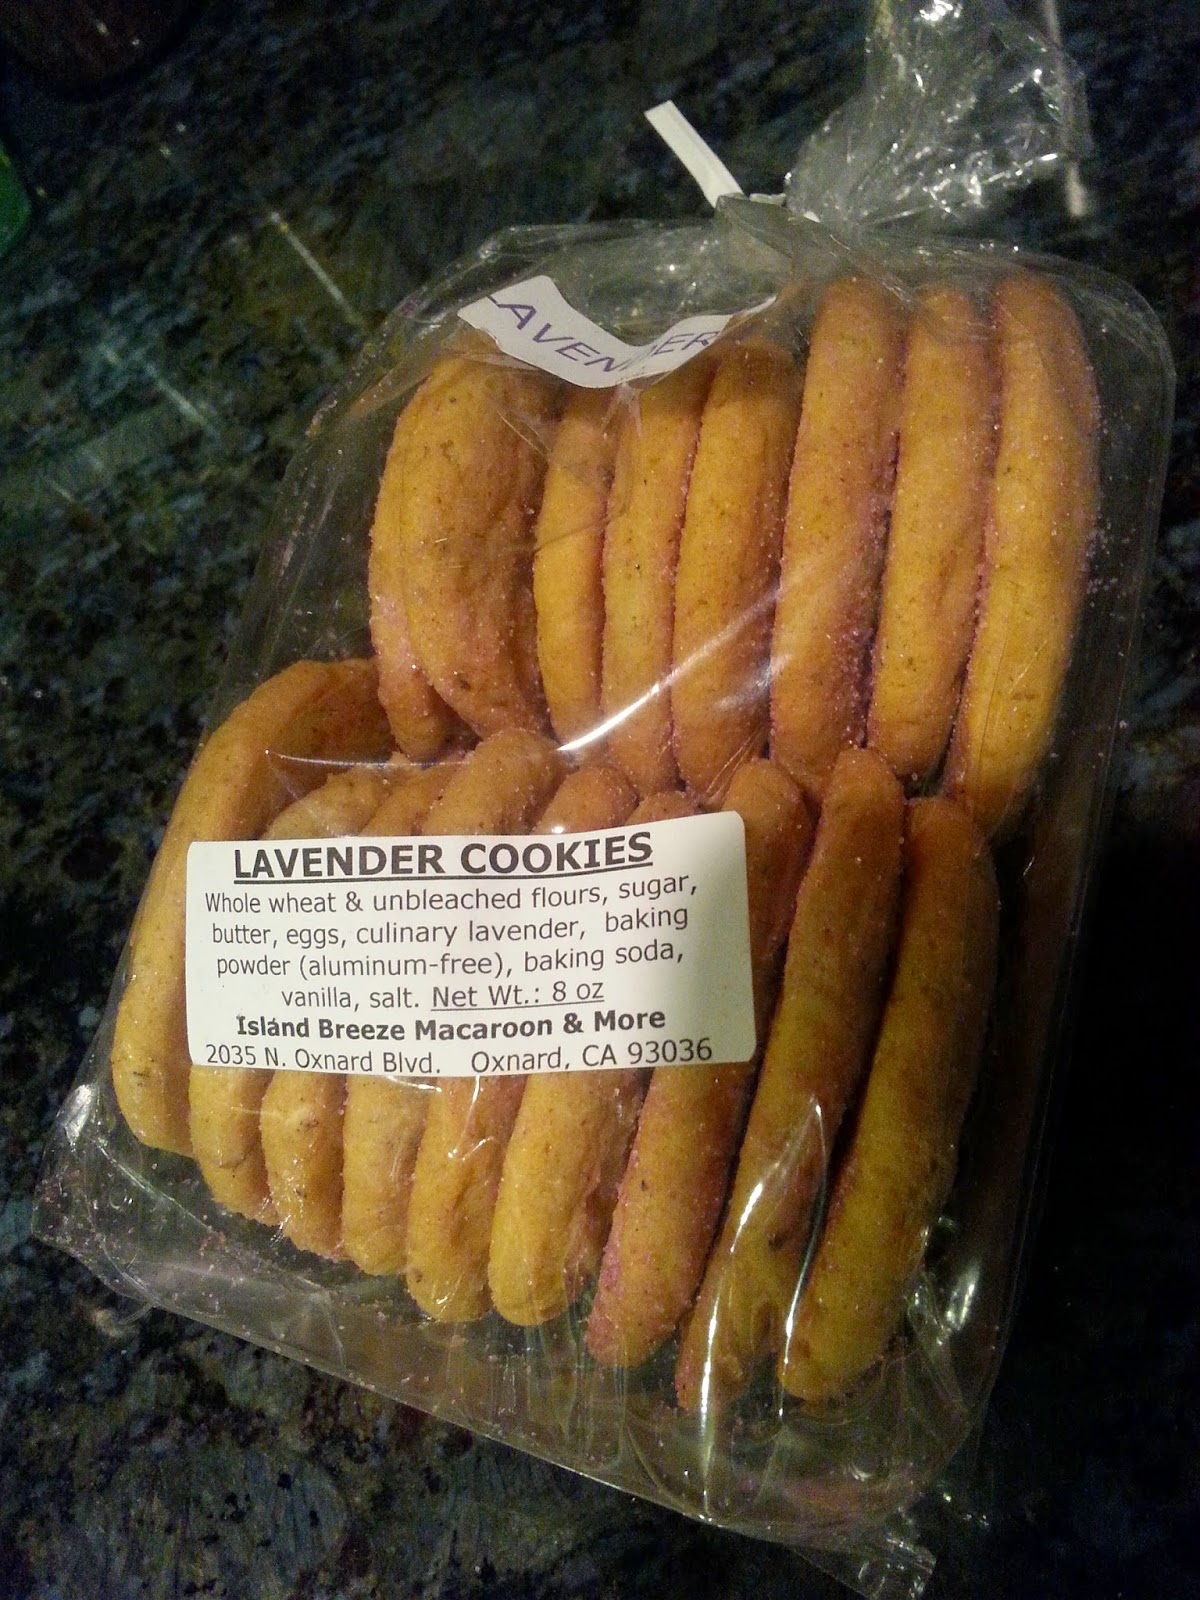 LAVENDER
LAVENDER COOKIES
Whole wheat & unbleached flours, sugar,
butter, eggs, culinary lavender, baking
powder (aluminum-free), baking soda,
vanilla, salt. Net Wt.: 8 oz
Island Breeze Macaroon & More
2035 N. Oxnard Blvd. Oxnard, CA 93036